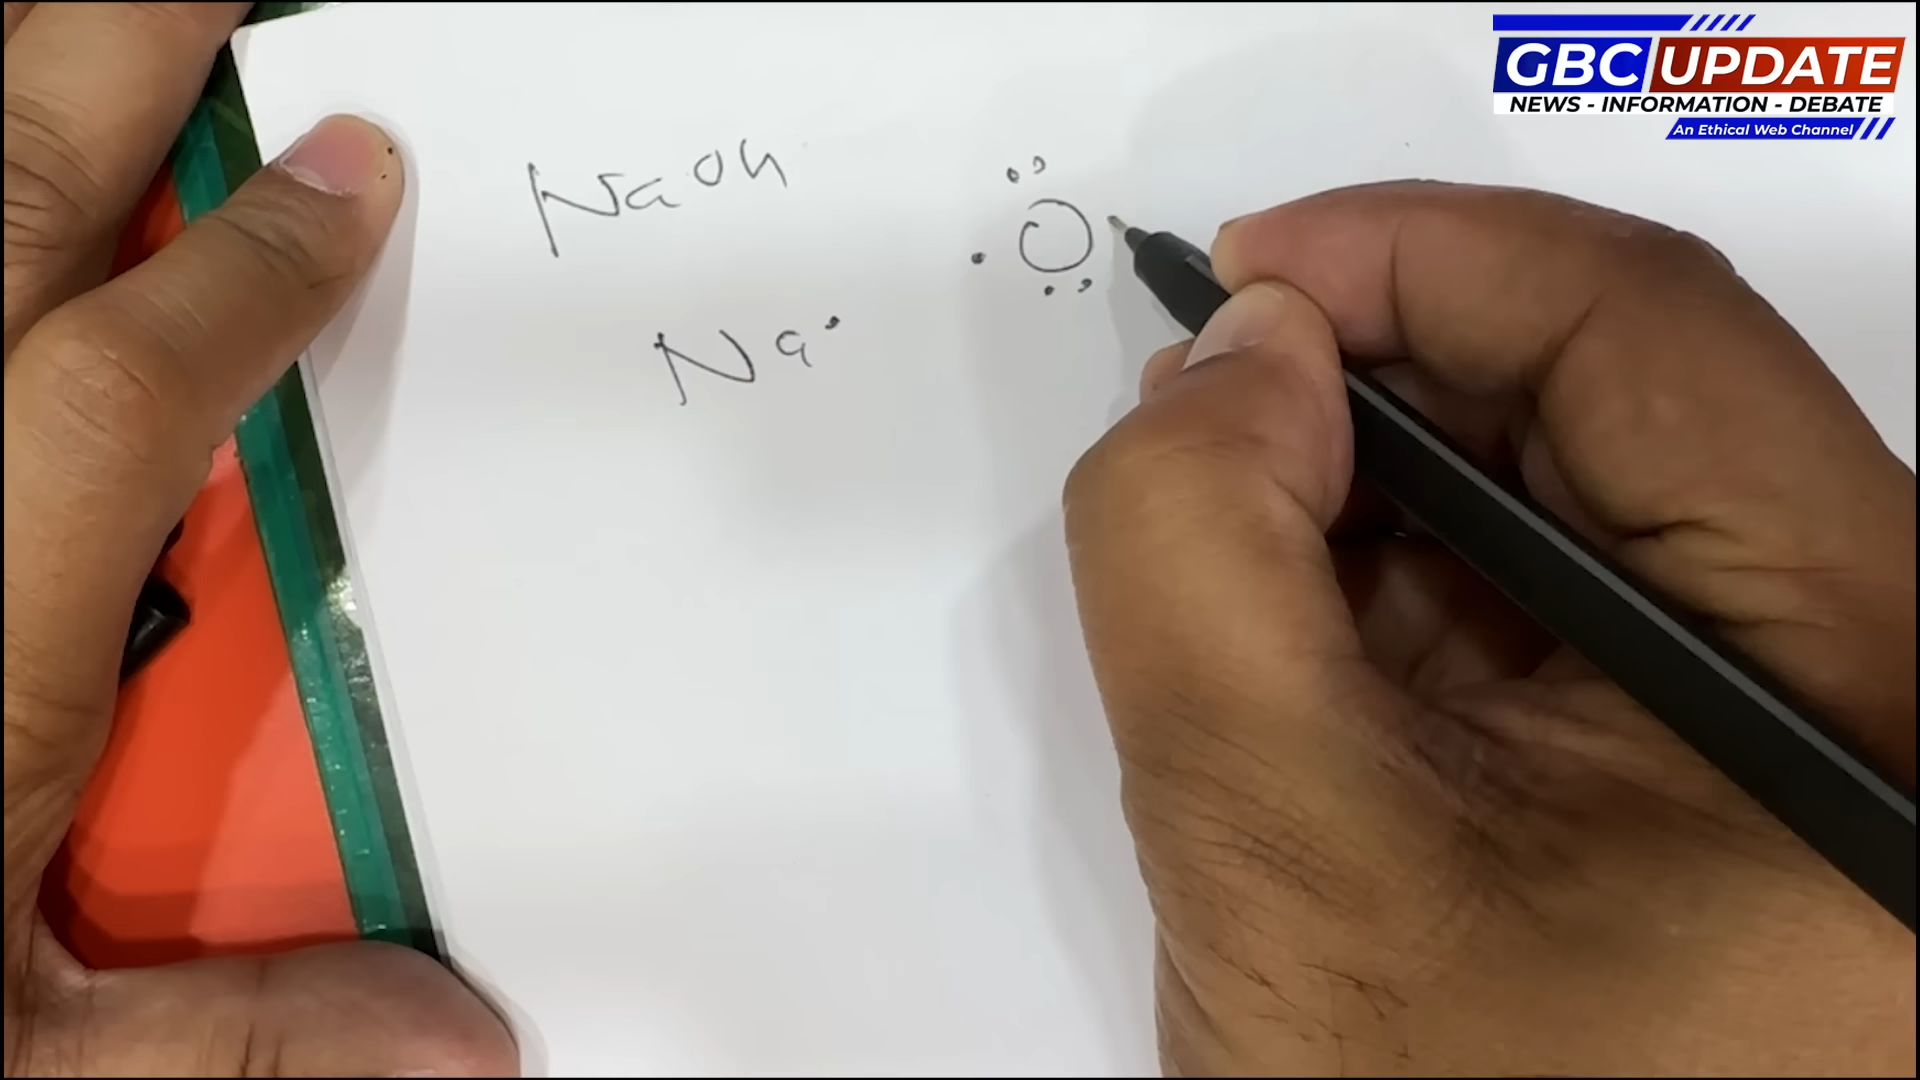 GBC UPDATE
NEWS - INFORMATION - DEBATE
An Ethical Web Channel
NaOh
O
Na